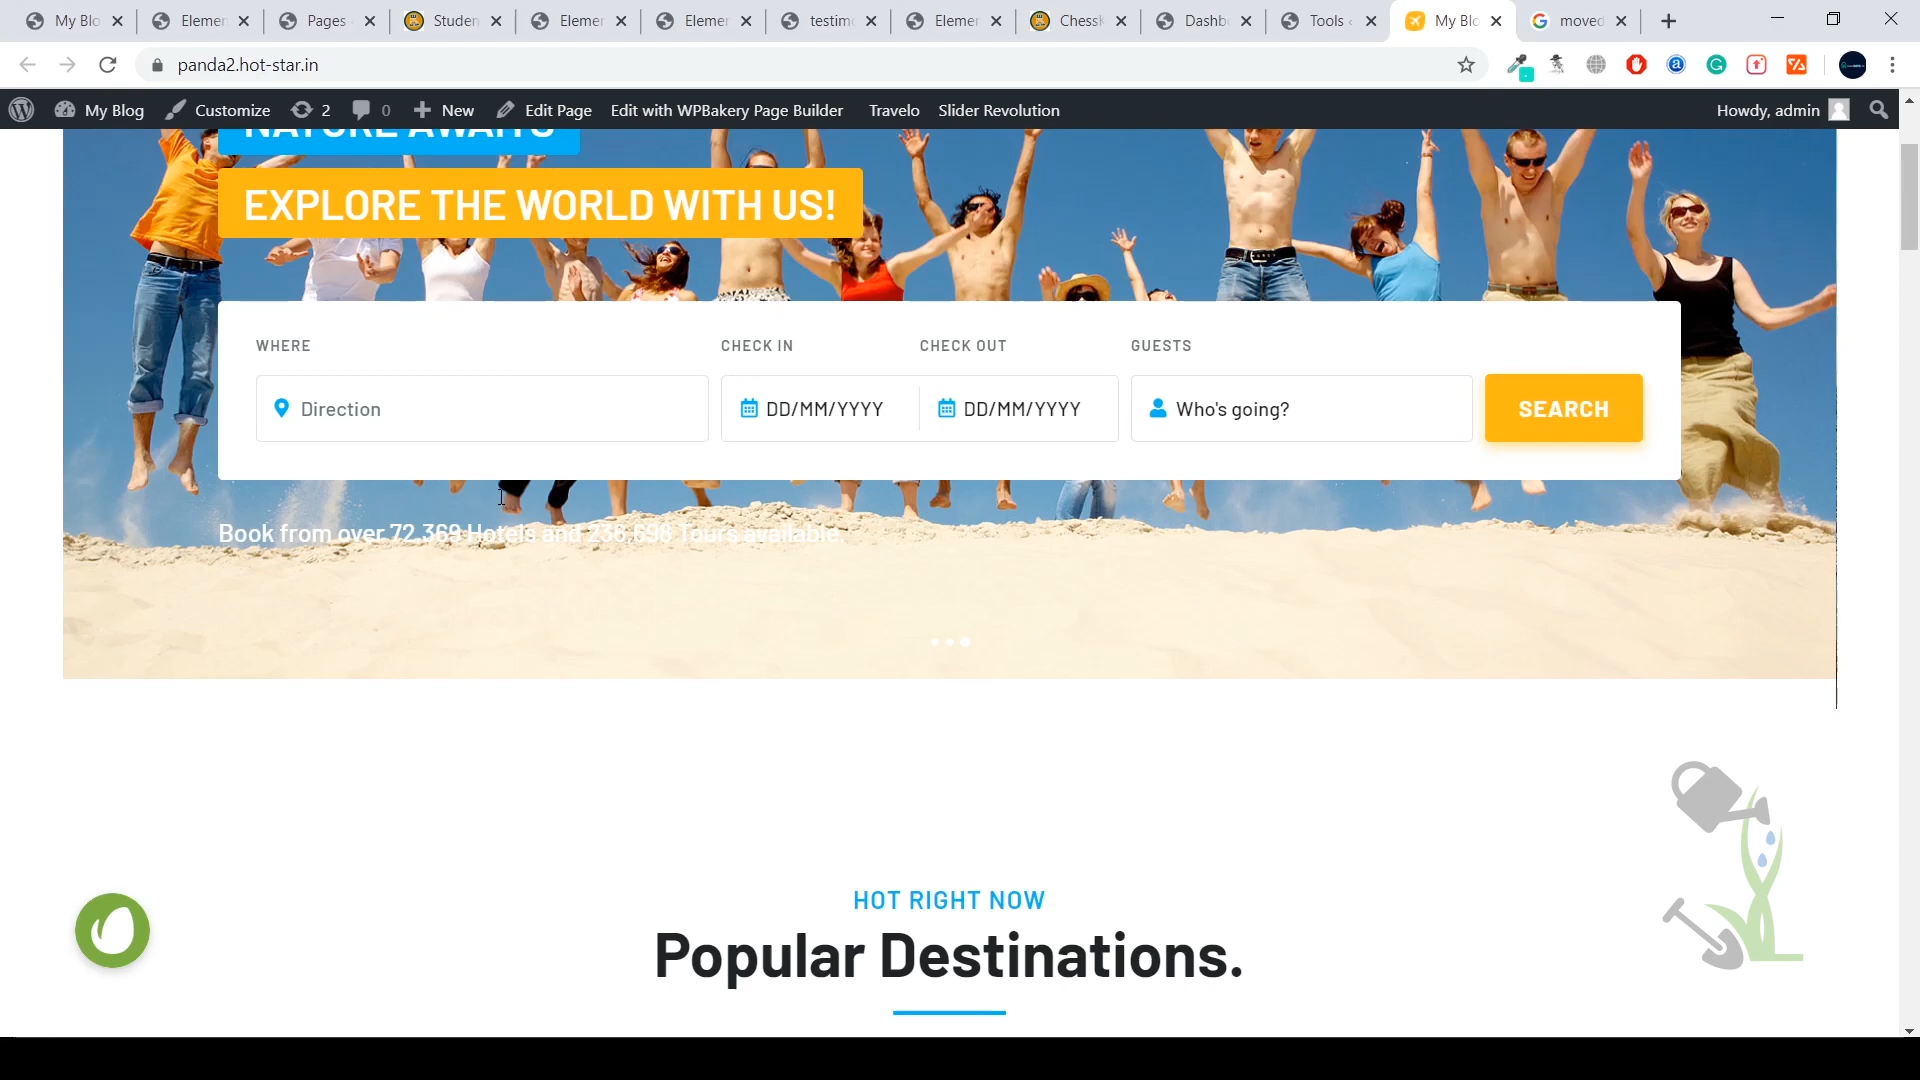 My Blo
Elemen
Pages
Studen
Elemen
Elemen
testimo
Elemen
Chessk
Dashb
Tools
My Blo
moved
panda2.hot-star.in
My Blog Customize 2 0 New Edit Page Edit with WPBakery Page Builder Travelo Slider Revolution Howdy, admin
NATURE AWAITS
EXPLORE THE WORLD WITH US!
WHERE CHECK IN CHECK OUT GUESTS
Direction DD/MM/YYYY DD/MM/YYYY Who's going? SEARCH
Book from over 72,369 Hotels and 236,698 Tours available.
HOT RIGHT NOW
Popular Destinations.